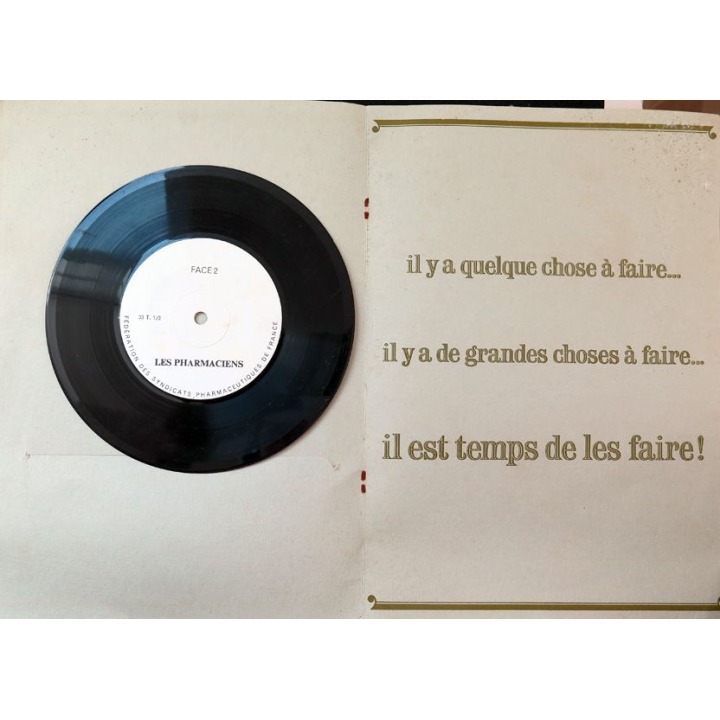 FACE 2
33 T. 1/3
LES PHARMACIENS
FEDERATION DES SYNDICATS PHARMACEUTIQUES DE FRANCE
il y a quelque chose à faire...
il y a de grandes choses à faire...
il est temps de les faire!